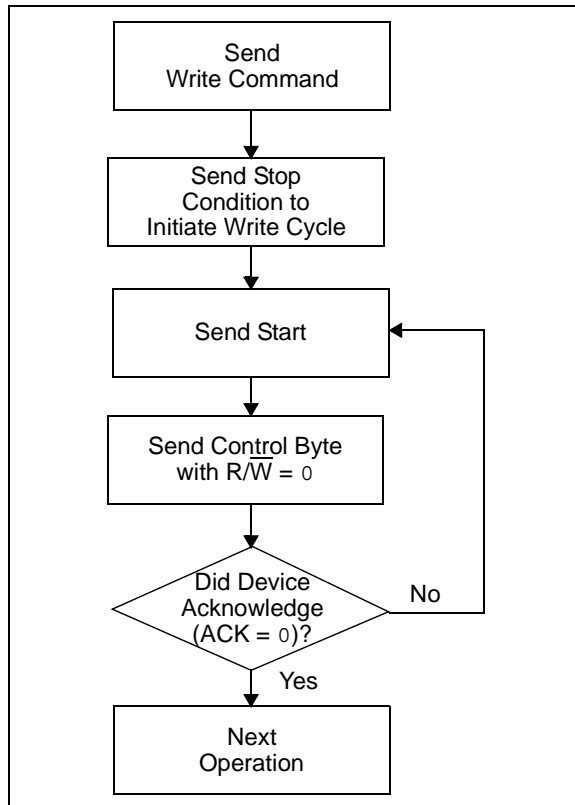 Send
Write Command
Send Stop
Condition to
Initiate Write Cycle
Send Start
Send Control Byte
with R/W̅ = 0
Did Device
Acknowledge
(ACK = 0)?
No
Yes
Next
Operation